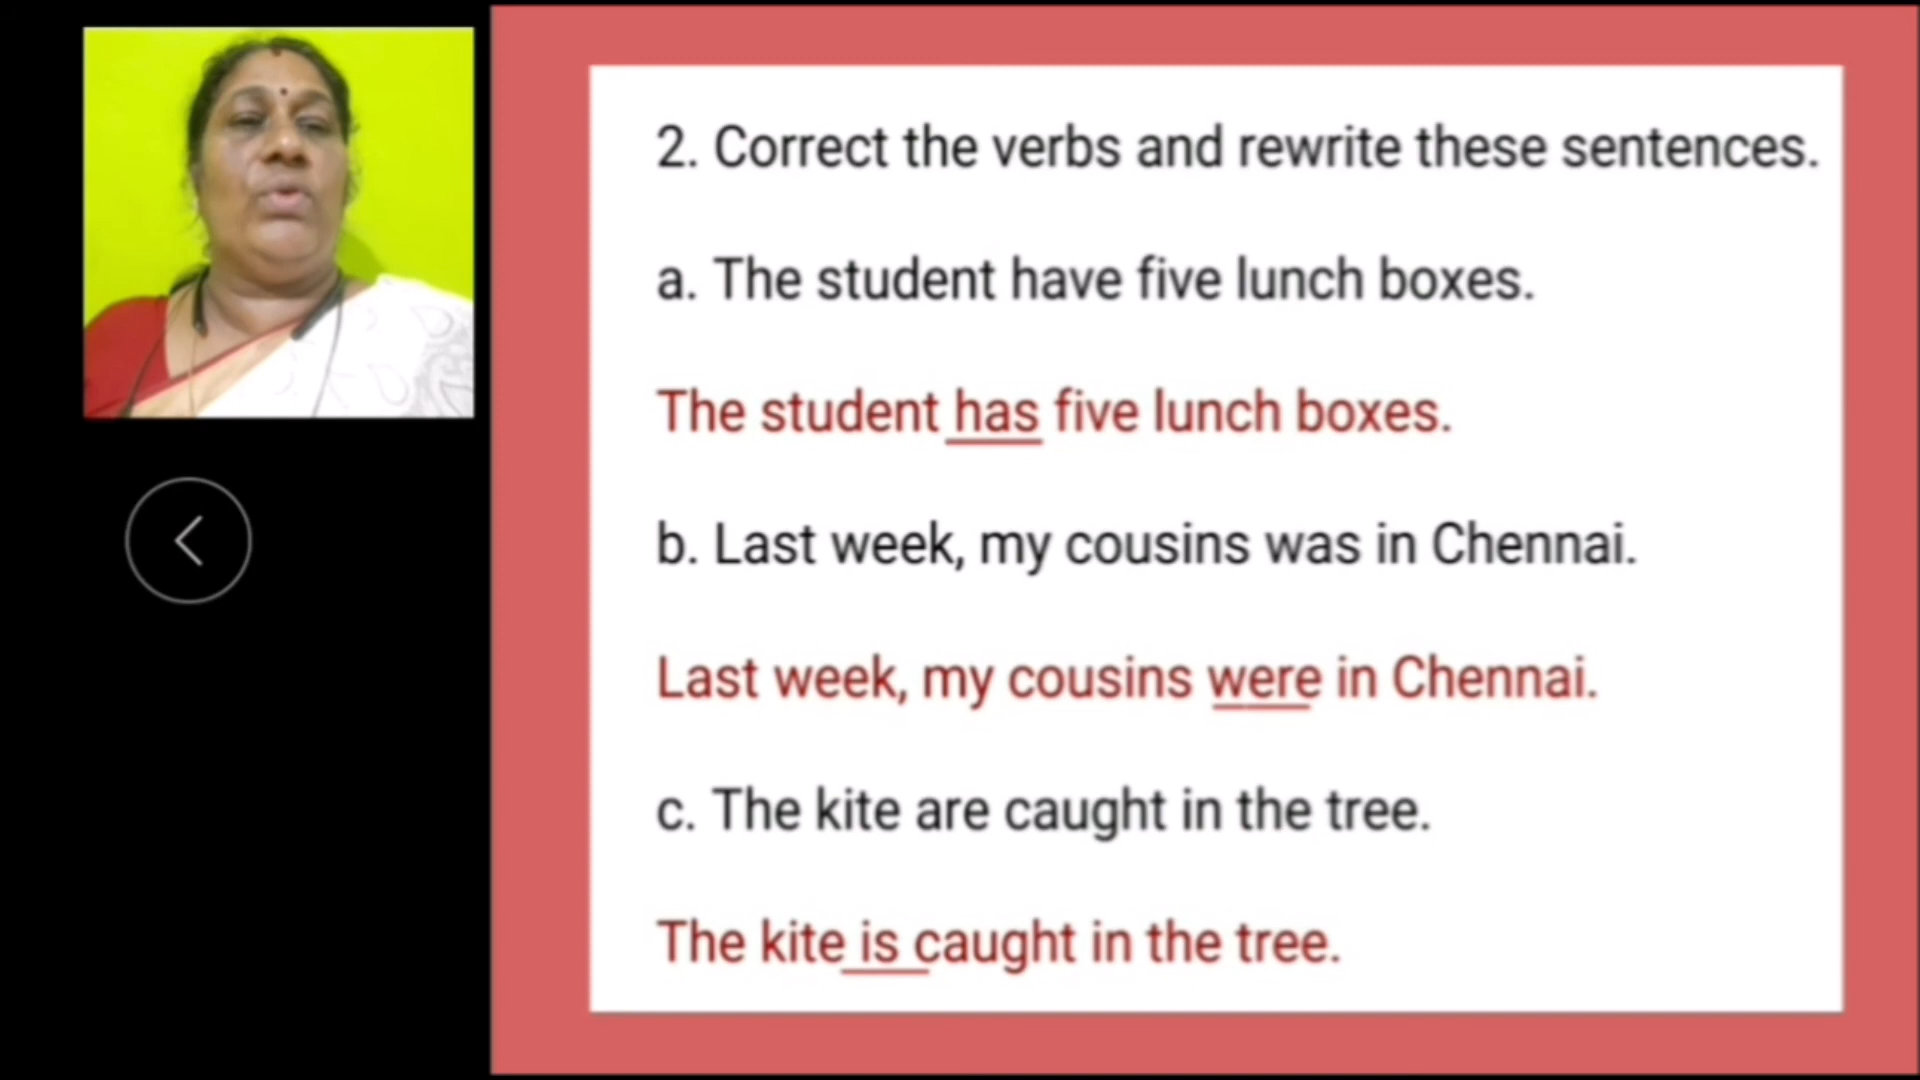 2. Correct the verbs and rewrite these sentences.
a. The student have five lunch boxes.
The student has five lunch boxes.
b. Last week, my cousins was in Chennai.
Last week, my cousins were in Chennai.
c. The kite are caught in the tree.
The kite is caught in the tree.